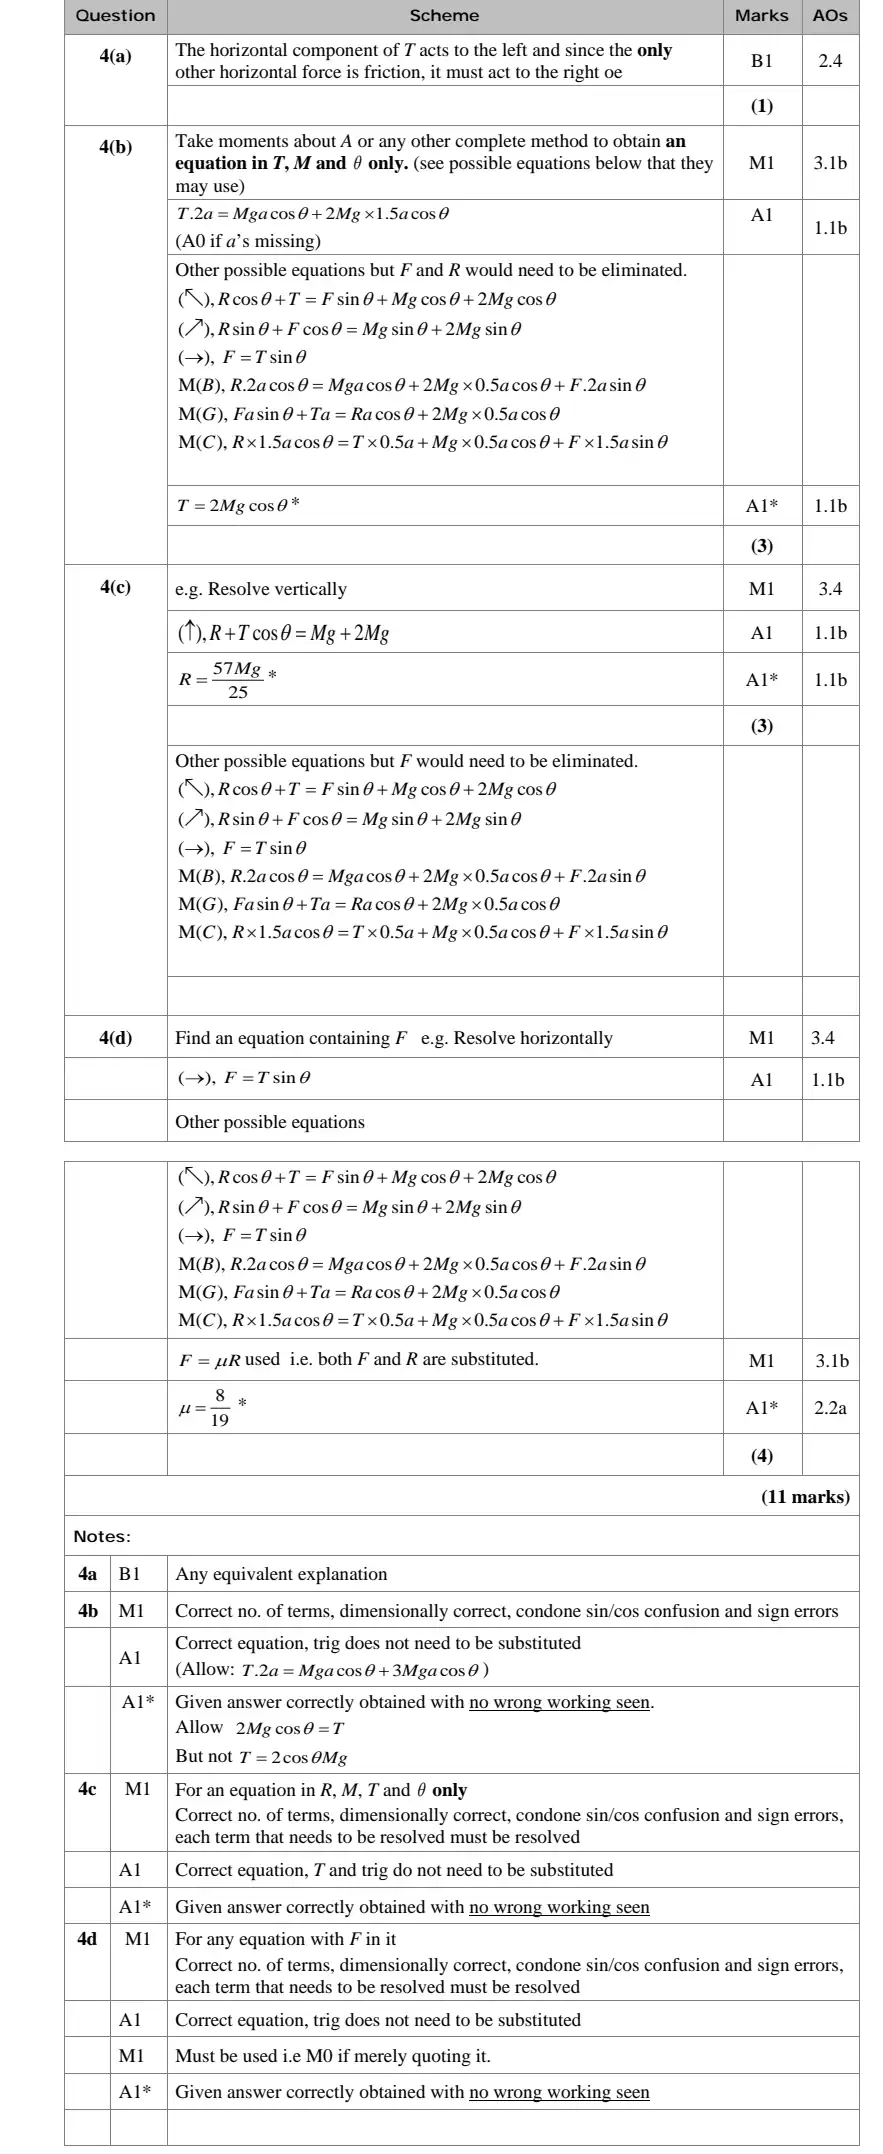 Question Scheme Marks AOs
4(a) The horizontal component of T acts to the left and since the only
other horizontal force is friction, it must act to the right oe B1 2.4
(1)
4(b) Take moments about A or any other complete method to obtain an
equation in T, M and θ only. (see possible equations below that they
may use) M1 3.1b
T.2a = Mga cos θ + 2Mg × 1.5a cos θ A1
(A0 if a's missing) 1.1b
Other possible equations but F and R would need to be eliminated.
(↖), R cos θ + T = F sin θ + Mg cos θ + 2Mg cos θ
(↗), R sin θ + F cos θ = Mg sin θ + 2Mg sin θ
(→), F = T sin θ
M(B), R.2a cos θ = Mga cos θ + 2Mg × 0.5a cos θ + F.2a sin θ
M(G), Fa sin θ + Ta = Ra cos θ + 2Mg × 0.5a cos θ
M(C), R × 1.5a cos θ = T × 0.5a + Mg × 0.5a cos θ + F × 1.5a sin θ
T = 2Mg cos θ * A1* 1.1b
(3)
4(c) e.g. Resolve vertically M1 3.4
(↑), R + T cos θ = Mg + 2Mg A1 1.1b
R = 57Mg/25 * A1* 1.1b
(3)
Other possible equations but F would need to be eliminated.
(↖), R cos θ + T = F sin θ + Mg cos θ + 2Mg cos θ
(↗), R sin θ + F cos θ = Mg sin θ + 2Mg sin θ
(→), F = T sin θ
M(B), R.2a cos θ = Mga cos θ + 2Mg × 0.5a cos θ + F.2a sin θ
M(G), Fa sin θ + Ta = Ra cos θ + 2Mg × 0.5a cos θ
M(C), R × 1.5a cos θ = T × 0.5a + Mg × 0.5a cos θ + F × 1.5a sin θ
4(d) Find an equation containing F e.g. Resolve horizontally M1 3.4
(→), F = T sin θ A1 1.1b
Other possible equations
(↖), R cos θ + T = F sin θ + Mg cos θ + 2Mg cos θ
(↗), R sin θ + F cos θ = Mg sin θ + 2Mg sin θ
(→), F = T sin θ
M(B), R.2a cos θ = Mga cos θ + 2Mg × 0.5a cos θ + F.2a sin θ
M(G), Fa sin θ + Ta = Ra cos θ + 2Mg × 0.5a cos θ
M(C), R × 1.5a cos θ = T × 0.5a + Mg × 0.5a cos θ + F × 1.5a sin θ
F = μR used i.e. both F and R are substituted. M1 3.1b
μ = 8/19 * A1* 2.2a
(4)
(11 marks)
Notes:
4a B1 Any equivalent explanation
4b M1 Correct no. of terms, dimensionally correct, condone sin/cos confusion and sign errors
A1 Correct equation, trig does not need to be substituted
(Allow: T.2a = Mga cos θ + 3Mga cos θ )
A1* Given answer correctly obtained with no wrong working seen.
Allow 2Mg cos θ = T
But not T = 2 cos θMg
4c M1 For an equation in R, M, T and θ only
Correct no. of terms, dimensionally correct, condone sin/cos confusion and sign errors,
each term that needs to be resolved must be resolved
A1 Correct equation, T and trig do not need to be substituted
A1* Given answer correctly obtained with no wrong working seen
4d M1 For any equation with F in it
Correct no. of terms, dimensionally correct, condone sin/cos confusion and sign errors,
each term that needs to be resolved must be resolved
A1 Correct equation, trig does not need to be substituted
M1 Must be used i.e M0 if merely quoting it.
A1* Given answer correctly obtained with no wrong working seen